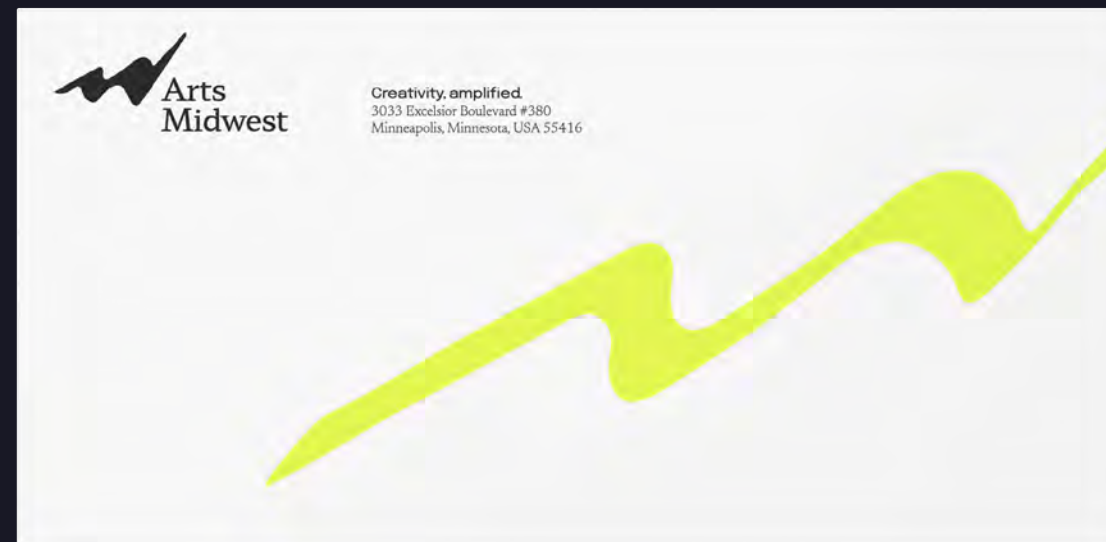 Arts
Midwest
Creativity, amplified.
3033 Excelsior Boulevard #380
Minneapolis, Minnesota, USA 55416